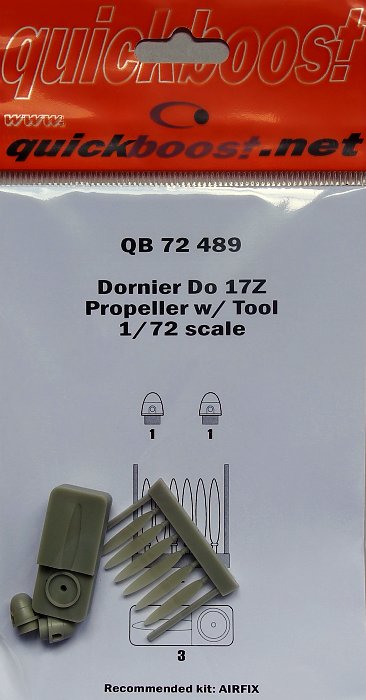 quickboost
www.
quickboost.net
QB 72 489
Dornier Do 17Z
Propeller w/ Tool
1/72 scale
1 1
3
Recommended kit: AIRFIX